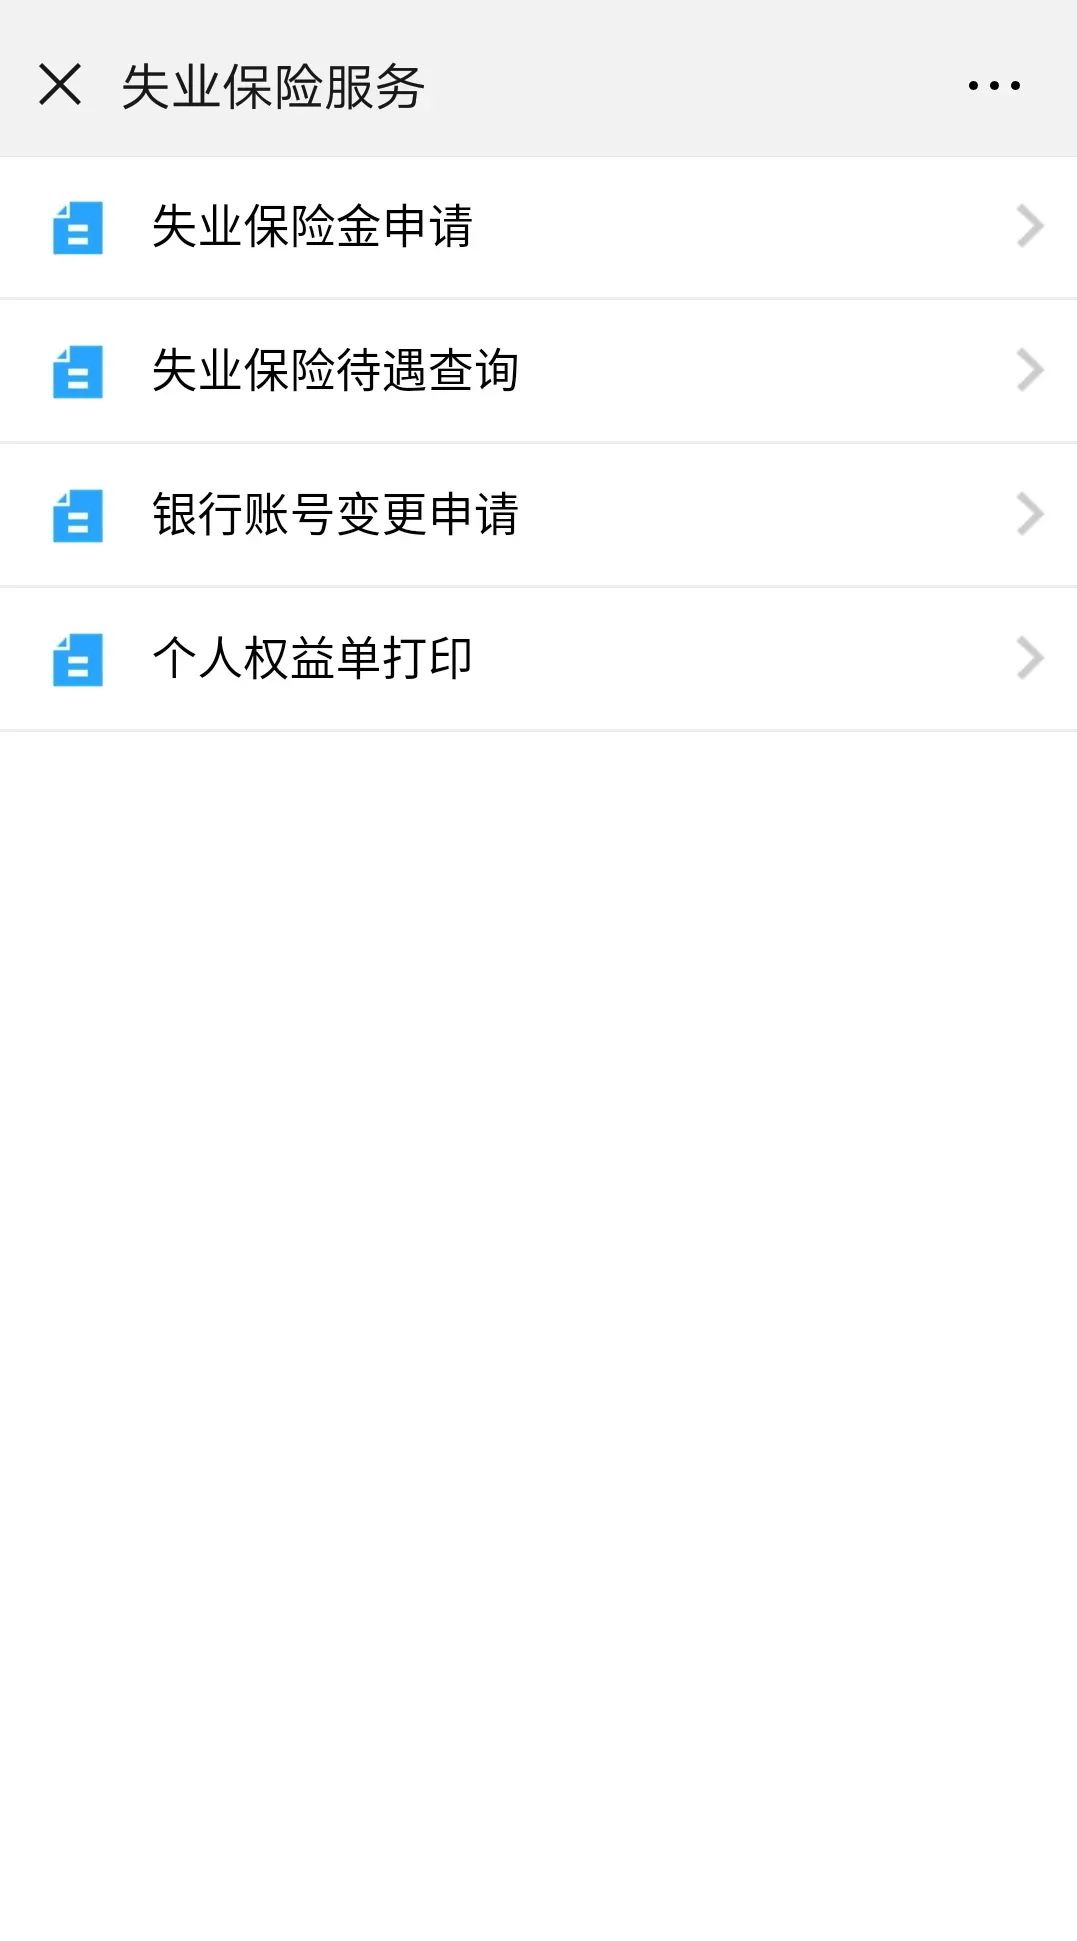 失业保险服务
失业保险金申请
失业保险待遇查询
银行账号变更申请
个人权益单打印